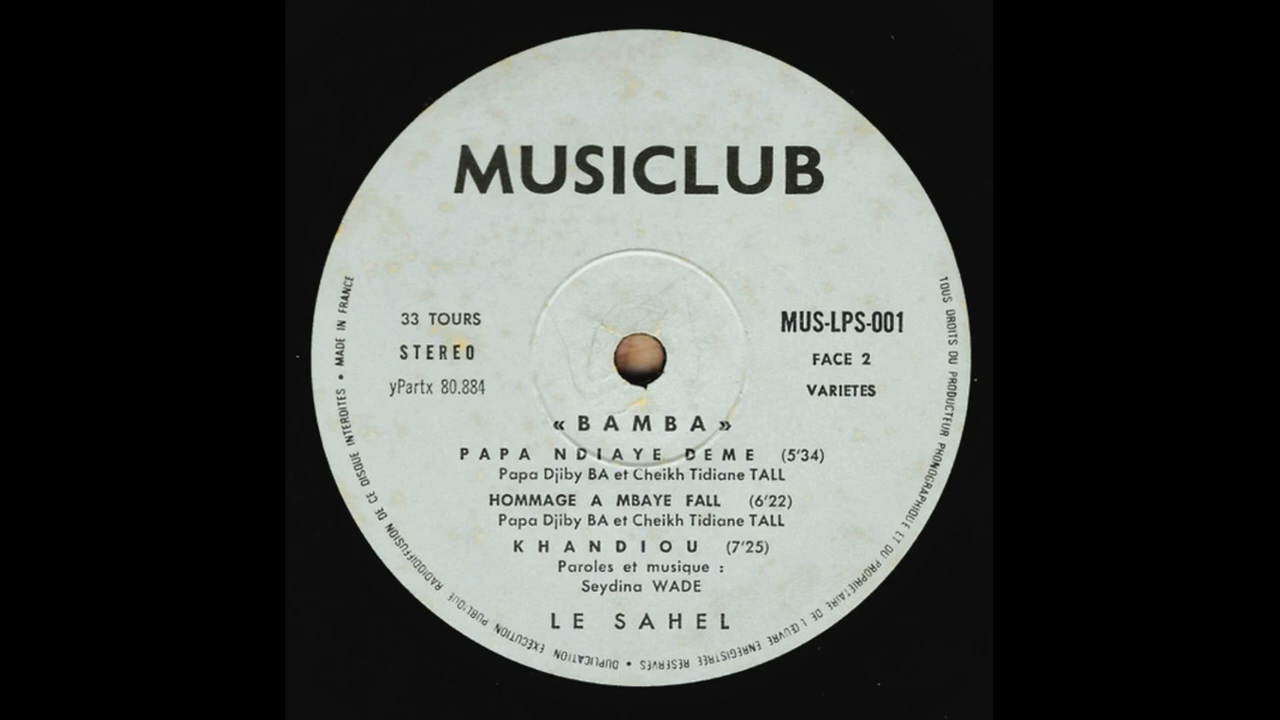 MUSICLUB
33 TOURS
STEREO
yPartx 80.884
MUS-LPS-001
FACE 2
VARIETES
«BAMBA»
PAPA NDIAYE DEME (5'34)
Papa Djiby BA et Cheikh Tidiane TALL
HOMMAGE A MBAYE FALL (6'22)
Papa Djiby BA et Cheikh Tidiane TALL
KHANDIOU (7'25)
Paroles et musique :
Seydina WADE
LE SAHEL
TOUS DROITS DU PRODUCTEUR PHONOGRAPHIQUE ET DU PROPRIETAIRE DE L'ŒUVRE ENREGISTREE RESERVES • DUPLICATION EXECUTION PUBLIQUE RADIODIFFUSION DE CE DISQUE INTERDITES • MADE IN FRANCE